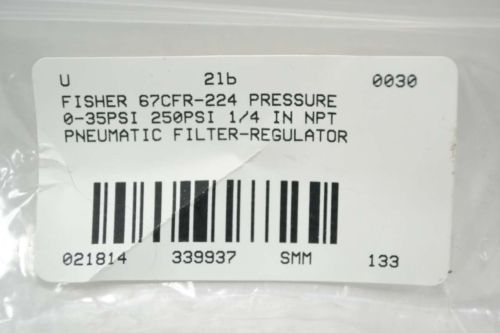 U 2lb 0030
FISHER 67CFR-224 PRESSURE
0-35PSI 250PSI 1/4 IN NPT
PNEUMATIC FILTER-REGULATOR
021814 339937 SMM 133